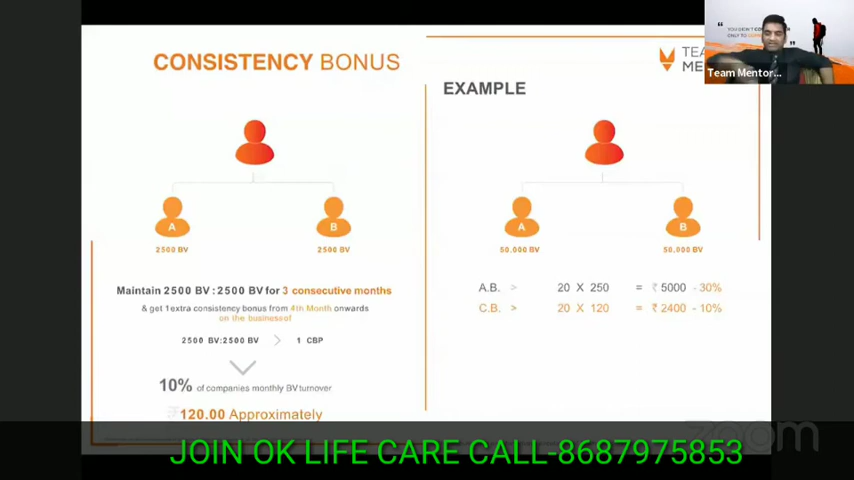 CONSISTENCY BONUS
A
B
2500 BV
2500 BV
Maintain 2500 BV : 2500 BV for 3 consecutive months
& get 1 extra consistency bonus from 4th Month onwards
on the business of
2500 BV:2500 BV > 1 CBP
10% of companies monthly BV turnover
₹120.00 Approximately
TEA
ME
EXAMPLE
A
B
50,000 BV
50,000 BV
A.B. > 20 X 250 = ₹ 5000 - 30%
C.B. > 20 X 120 = ₹ 2400 - 10%
Team Mentor...
zoom
JOIN OK LIFE CARE CALL-8687975853